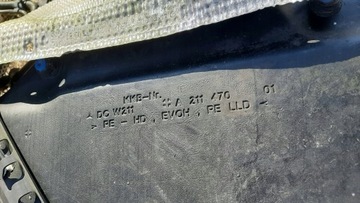 MKB-Nr.
DC W211 A 211 470 01
> PE - HD , EVOH , PE LLD <